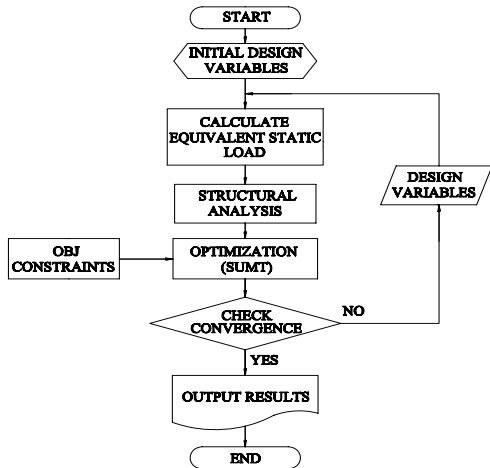 START
INITIAL DESIGN
VARIABLES
CALCULATE
EQUIVALENT STATIC
LOAD
DESIGN
VARIABLES
STRUCTURAL
ANALYSIS
OBJ
CONSTRAINTS
OPTIMIZATION
(SUMT)
CHECK
CONVERGENCE
NO
YES
OUTPUT RESULTS
END